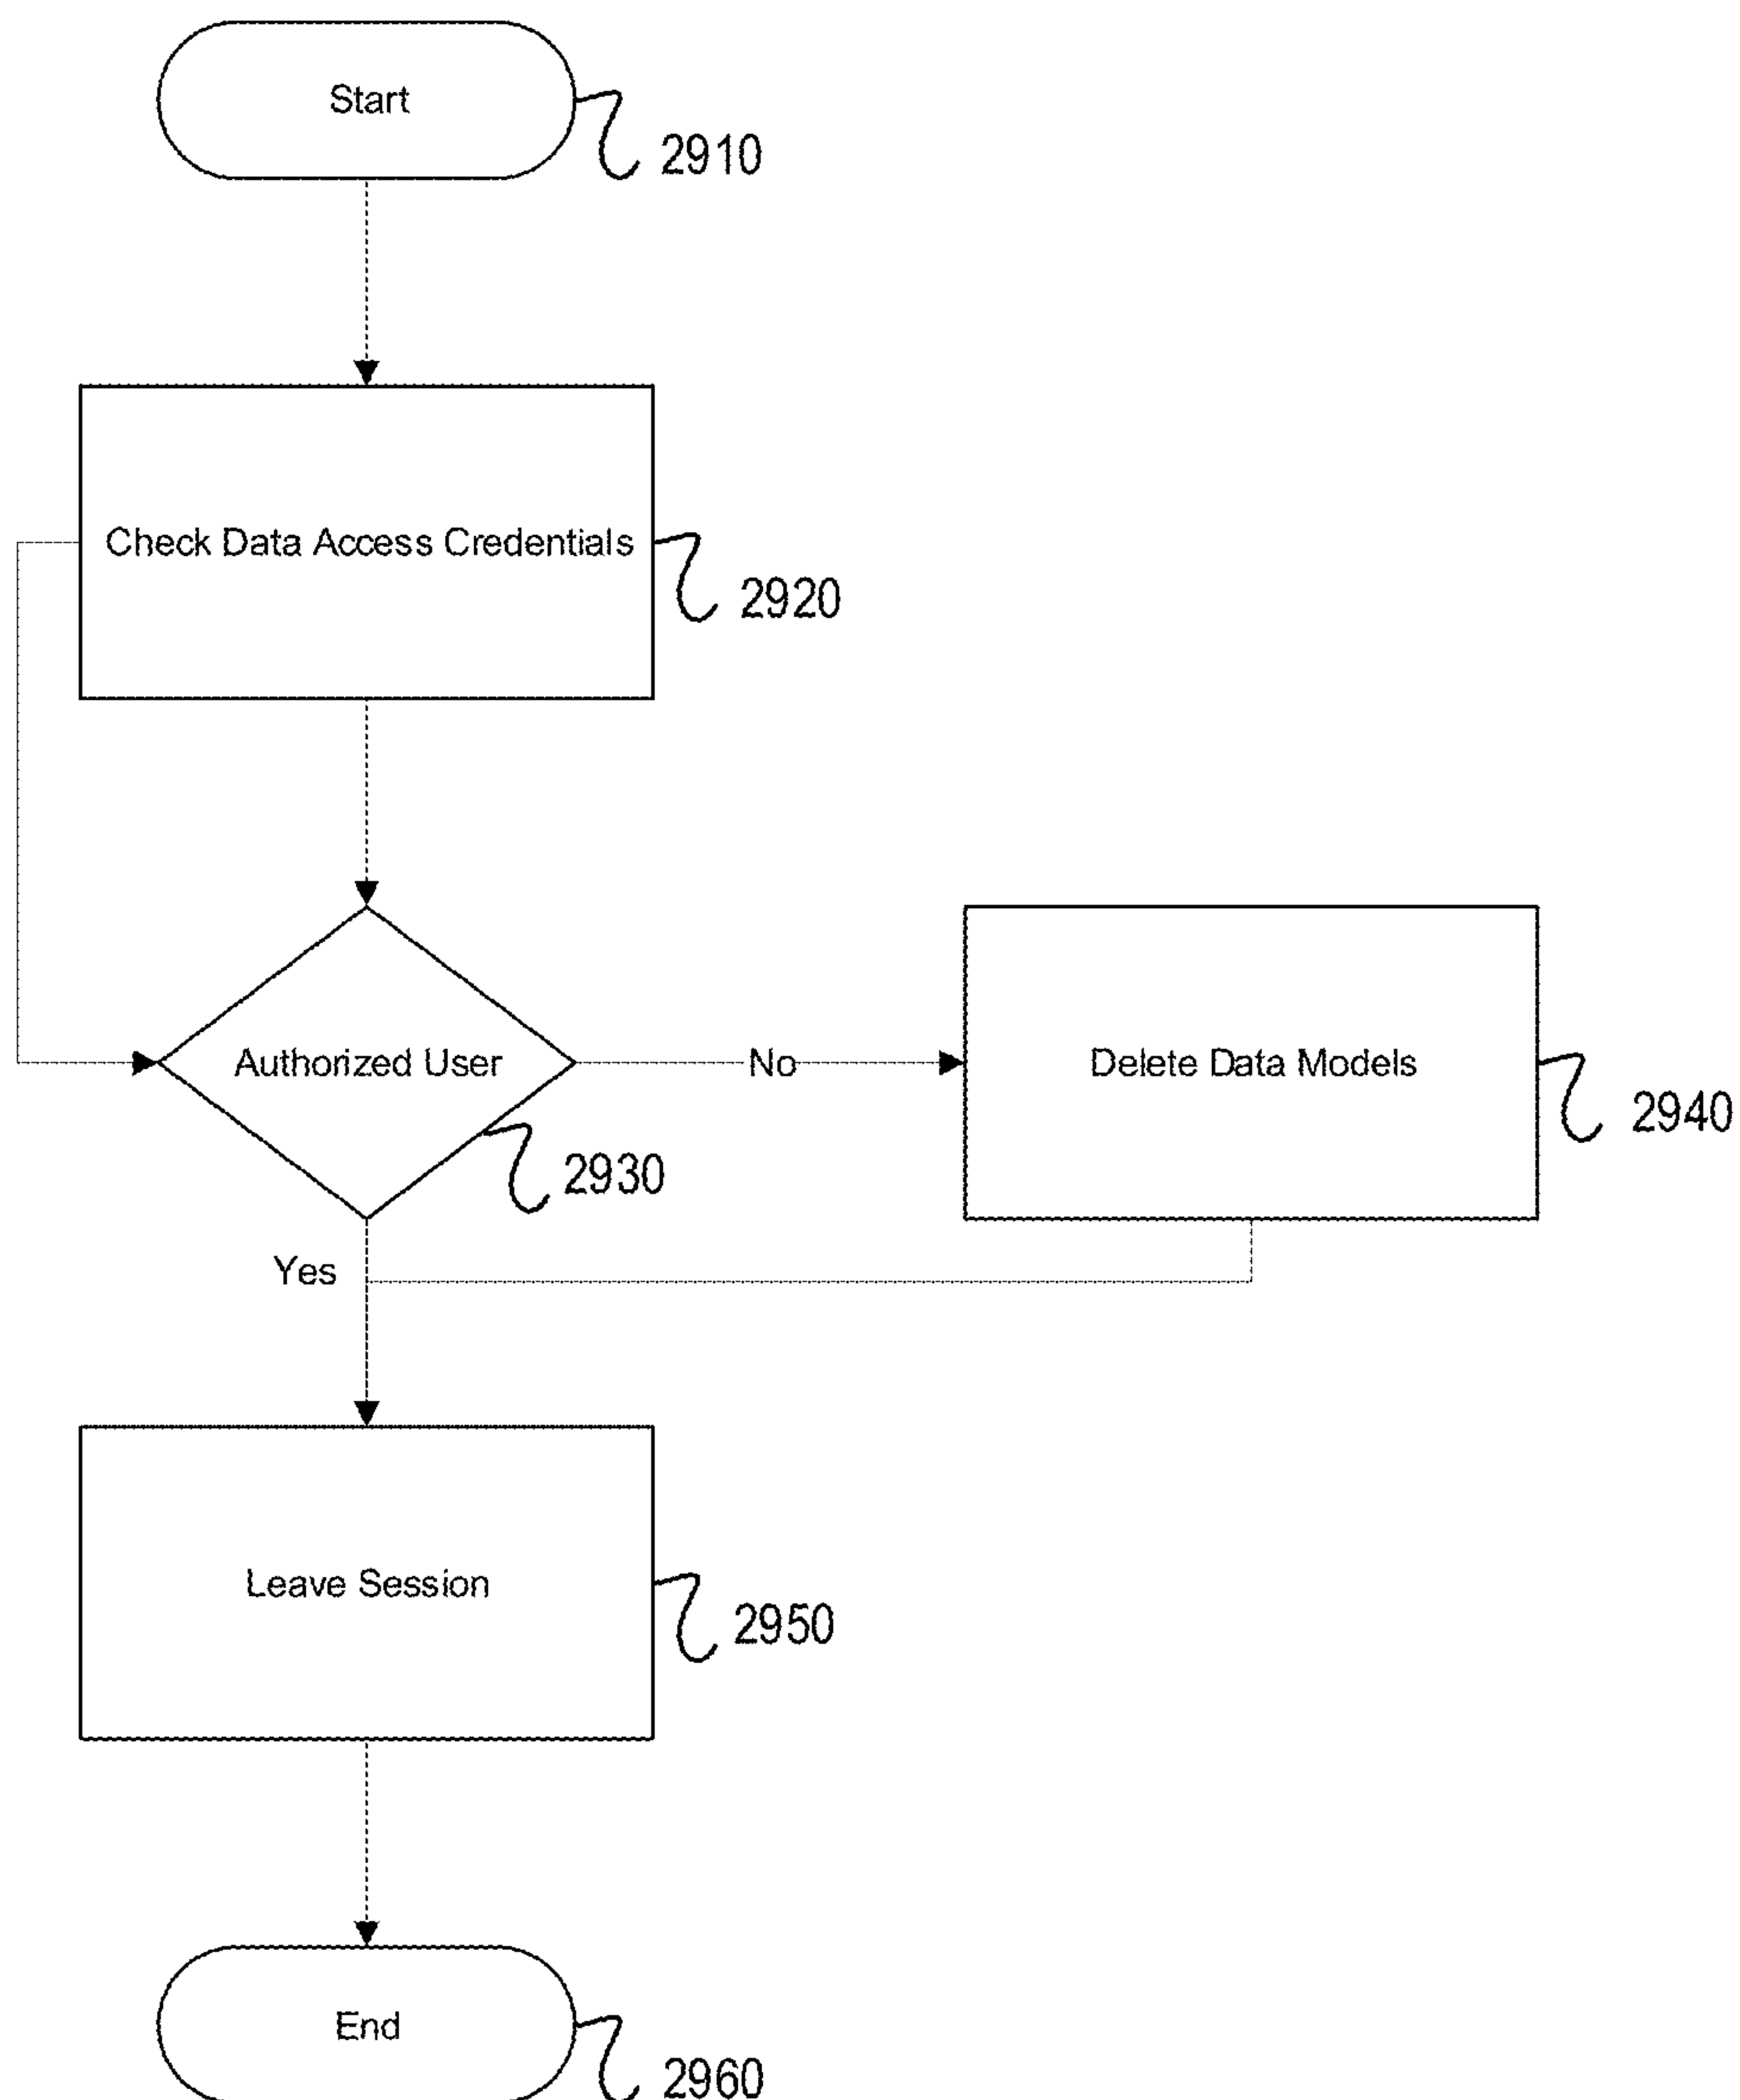 Start
2910
Check Data Access Credentials
2920
Authorized User
No
Delete Data Models
2940
2930
Yes
Leave Session
2950
End
2960